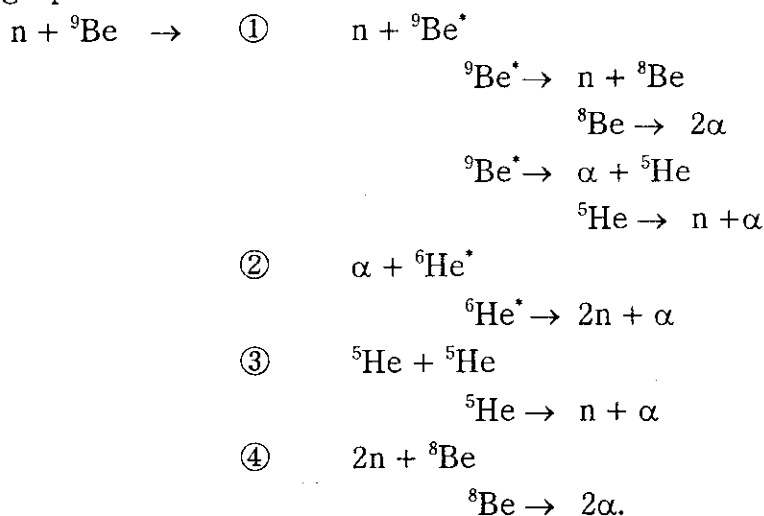 n + ⁹Be → ① n + ⁹Be*
⁹Be* → n + ⁸Be
⁸Be → 2α
⁹Be* → α + ⁵He
⁵He → n +α
② α + ⁶He*
⁶He* → 2n + α
③ ⁵He + ⁵He
⁵He → n + α
④ 2n + ⁸Be
⁸Be → 2α.